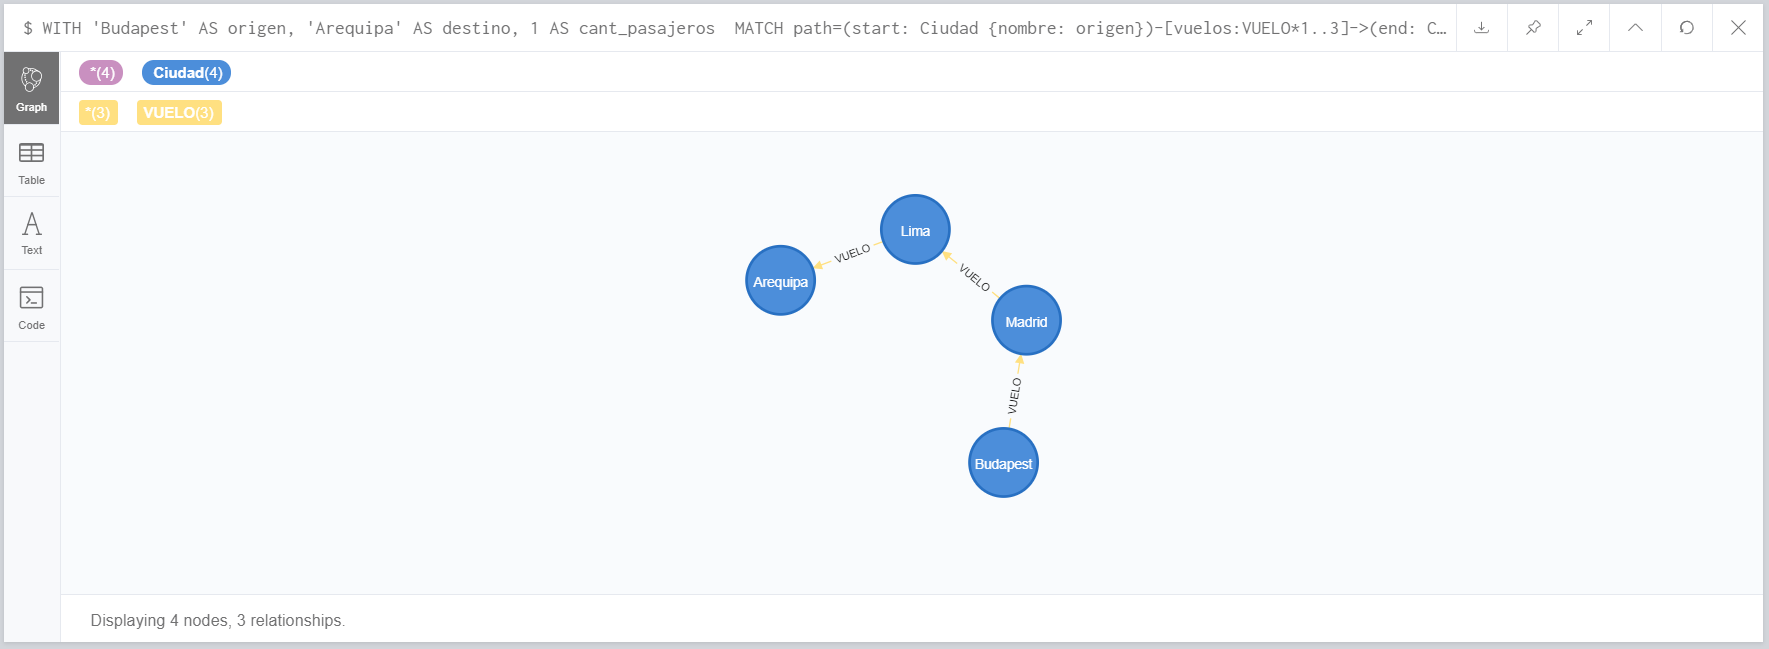 $ WITH 'Budapest' AS origen, 'Arequipa' AS destino, 1 AS cant_pasajeros  MATCH path=(start: Ciudad {nombre: origen})-[vuelos:VUELO*1..3]->(end: C…
*(4) Ciudad(4)
Graph
*(3) VUELO(3)
Table
Text
Code
Lima
VUELO
Arequipa
VUELO
Madrid
VUELO
Budapest
Displaying 4 nodes, 3 relationships.